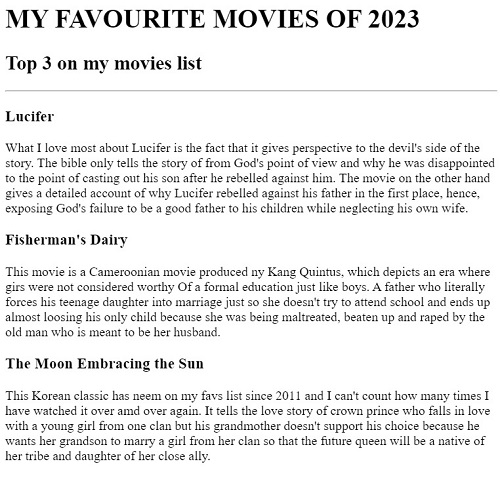 MY FAVOURITE MOVIES OF 2023
Top 3 on my movies list
Lucifer
What I love most about Lucifer is the fact that it gives perspective to the devil's side of the
story. The bible only tells the story of from God's point of view and why he was disappointed
to the point of casting out his son after he rebelled against him. The movie on the other hand
gives a detailed account of why Lucifer rebelled against his father in the first place, hence,
exposing God's failure to be a good father to his children while neglecting his own wife.
Fisherman's Dairy
This movie is a Cameroonian movie produced ny Kang Quintus, which depicts an era where
girs were not considered worthy Of a formal education just like boys. A father who literally
forces his teenage daughter into marriage just so she doesn't try to attend school and ends up
almost loosing his only child because she was being maltreated, beaten up and raped by the
old man who is meant to be her husband.
The Moon Embracing the Sun
This Korean classic has neem on my favs list since 2011 and I can't count how many times I
have watched it over amd over again. It tells the love story of crown prince who falls in love
with a young girl from one clan but his grandmother doesn't support his choice because he
wants her grandson to marry a girl from her clan so that the future queen will be a native of
her tribe and daughter of her close ally.